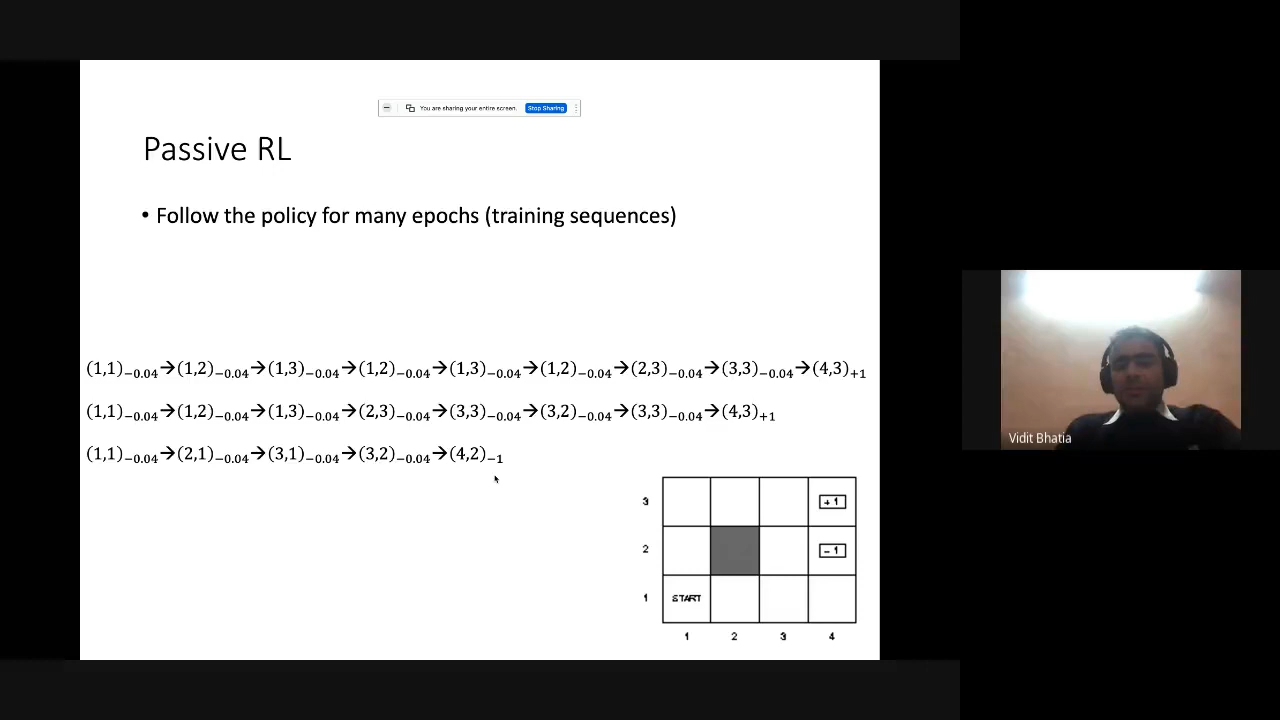 You are sharing your entire screen. Stop Sharing
Passive RL
• Follow the policy for many epochs (training sequences)
(1,1)₋₀.₀₄→(1,2)₋₀.₀₄→(1,3)₋₀.₀₄→(1,2)₋₀.₀₄→(1,3)₋₀.₀₄→(1,2)₋₀.₀₄→(2,3)₋₀.₀₄→(3,3)₋₀.₀₄→(4,3)₊₁
(1,1)₋₀.₀₄→(1,2)₋₀.₀₄→(1,3)₋₀.₀₄→(2,3)₋₀.₀₄→(3,3)₋₀.₀₄→(3,2)₋₀.₀₄→(3,3)₋₀.₀₄→(4,3)₊₁
(1,1)₋₀.₀₄→(2,1)₋₀.₀₄→(3,1)₋₀.₀₄→(3,2)₋₀.₀₄→(4,2)₋₁
Vidit Bhatia
3 +1
2 -1
1 START
1 2 3 4